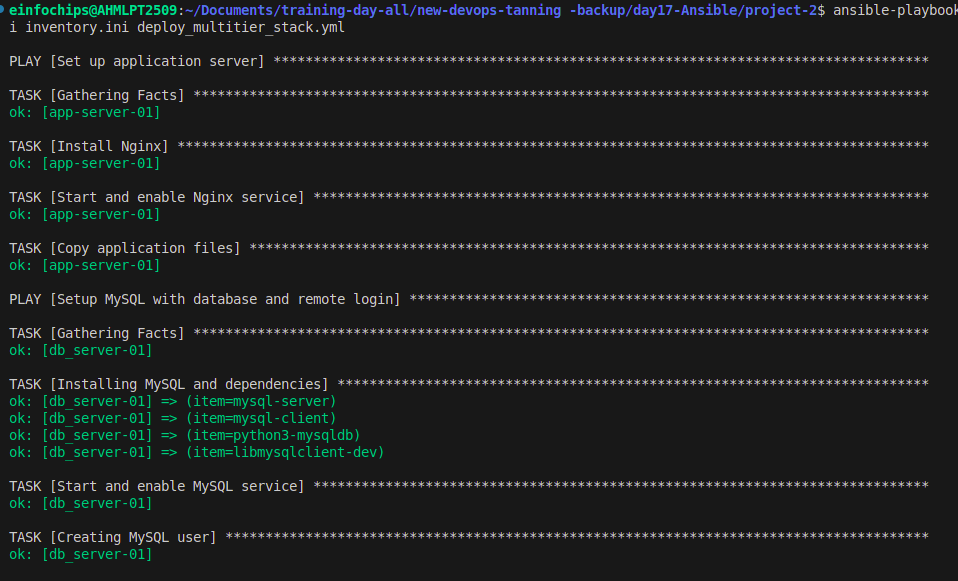 einfochips@AHMLPT2509:~/Documents/training-day-all/new-devops-tanning -backup/day17-Ansible/project-2$ ansible-playbook
i inventory.ini deploy_multitier_stack.yml
PLAY [Set up application server] **********************************************************************************
TASK [Gathering Facts] ********************************************************************************************
ok: [app-server-01]
TASK [Install Nginx] **********************************************************************************************
ok: [app-server-01]
TASK [Start and enable Nginx service] *****************************************************************************
ok: [app-server-01]
TASK [Copy application files] *************************************************************************************
ok: [app-server-01]
PLAY [Setup MySQL with database and remote login] *****************************************************************
TASK [Gathering Facts] ********************************************************************************************
ok: [db_server-01]
TASK [Installing MySQL and dependencies] **************************************************************************
ok: [db_server-01] => (item=mysql-server)
ok: [db_server-01] => (item=mysql-client)
ok: [db_server-01] => (item=python3-mysqldb)
ok: [db_server-01] => (item=libmysqlclient-dev)
TASK [Start and enable MySQL service] *****************************************************************************
ok: [db_server-01]
TASK [Creating MySQL user] ****************************************************************************************
ok: [db_server-01]